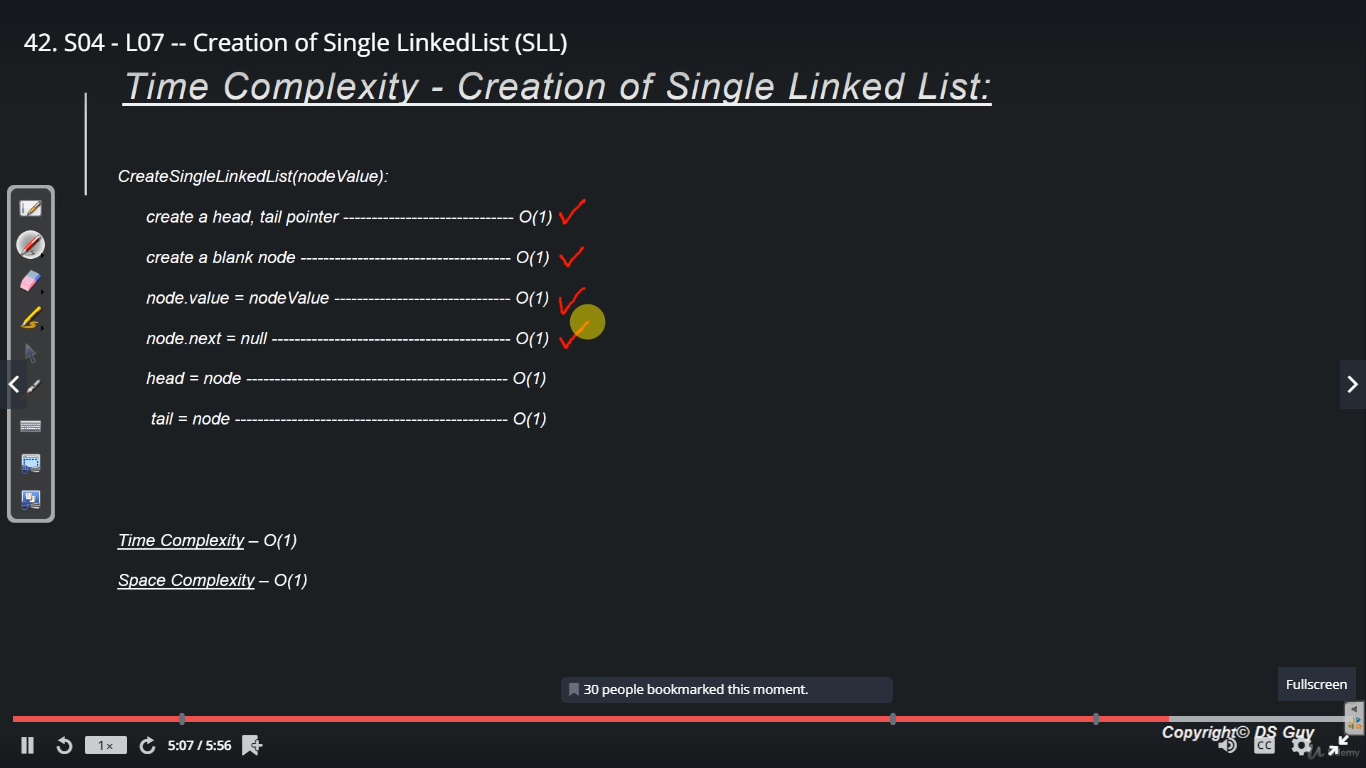 42. S04 - L07 -- Creation of Single LinkedList (SLL)
Time Complexity - Creation of Single Linked List:
CreateSingleLinkedList(nodeValue):
create a head, tail pointer ------------------------------ O(1)
create a blank node ------------------------------------- O(1)
node.value = nodeValue ------------------------------- O(1)
node.next = null ------------------------------------------ O(1)
head = node ---------------------------------------------- O(1)
tail = node ------------------------------------------------ O(1)
Time Complexity – O(1)
Space Complexity – O(1)
30 people bookmarked this moment.
Fullscreen
Copyright© DS Guy
1×
5:07 / 5:56
CC